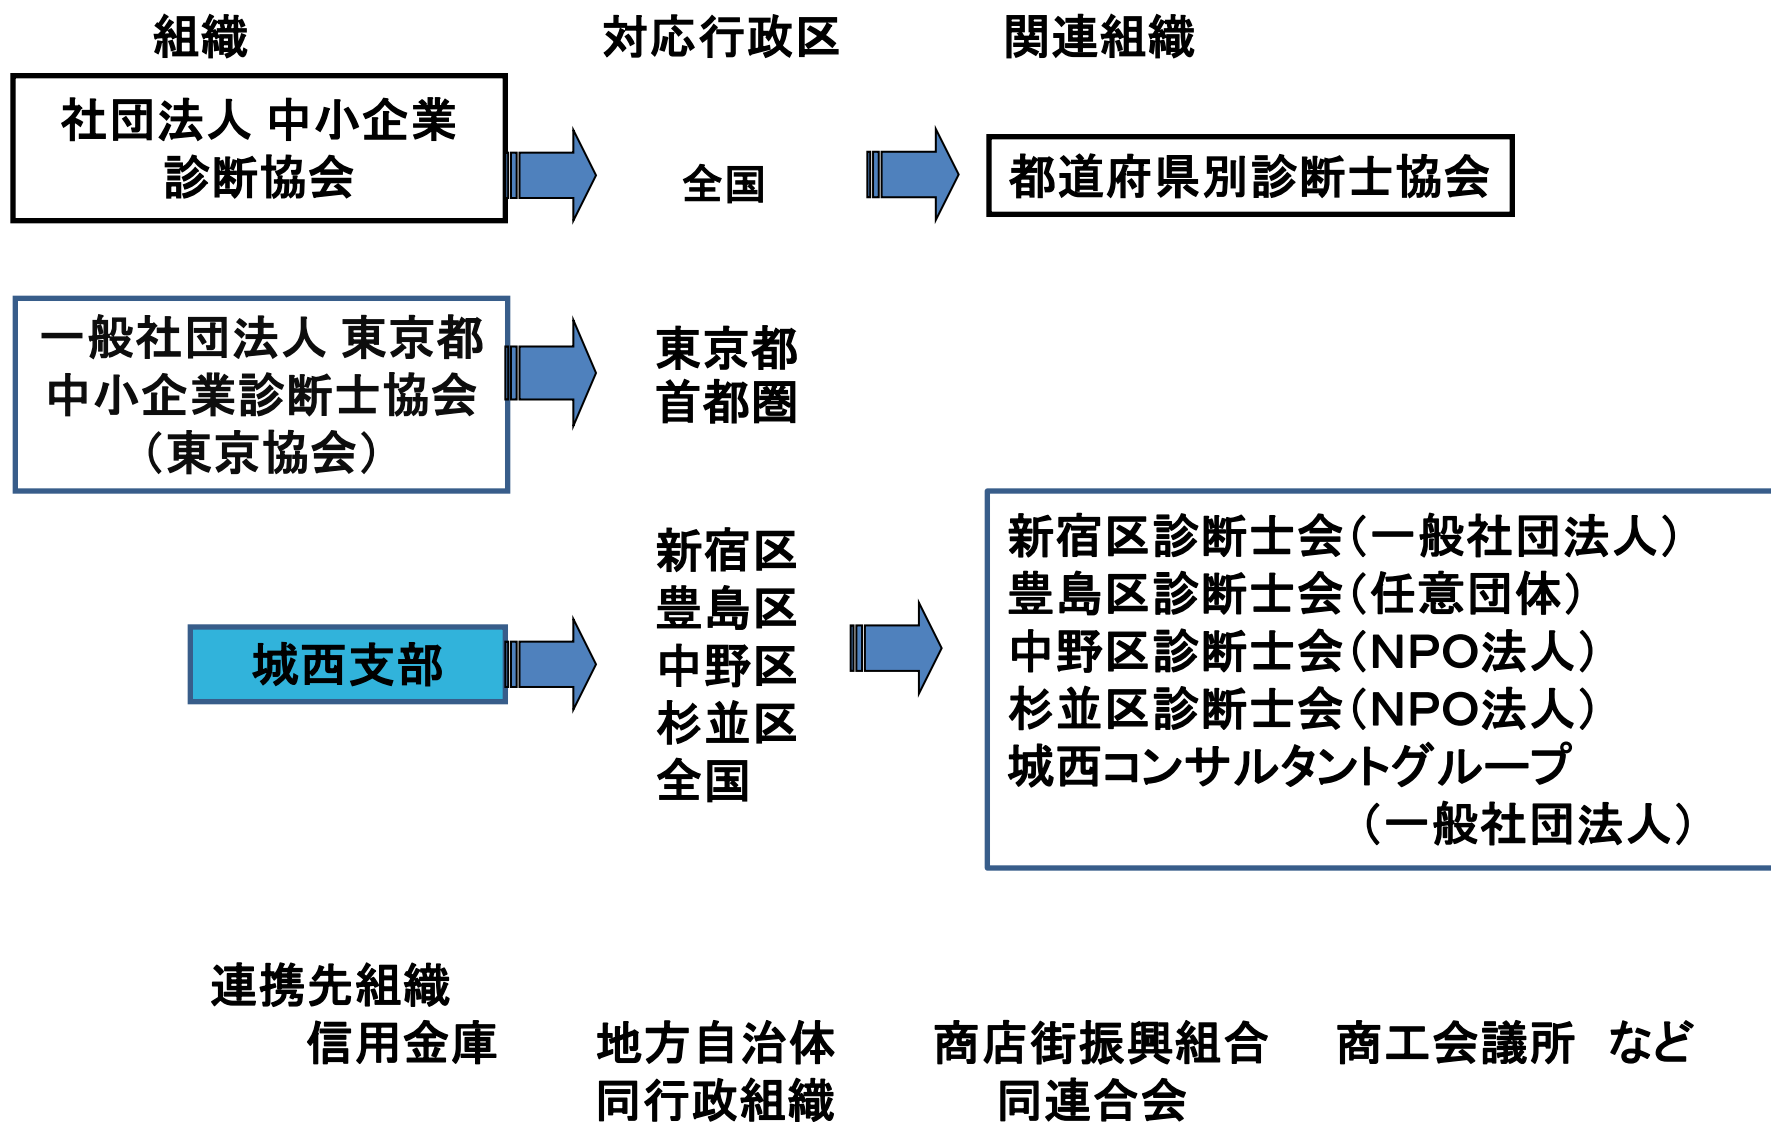 組織 対応行政区 関連組織
社団法人 中小企業
診断協会
全国
都道府県別診断士協会
一般社団法人 東京都
中小企業診断士協会
（東京協会）
東京都
首都圏
城西支部
新宿区
豊島区
中野区
杉並区
全国
新宿区診断士会（一般社団法人）
豊島区診断士会（任意団体）
中野区診断士会（ＮＰＯ法人）
杉並区診断士会（ＮＰＯ法人）
城西コンサルタントグループ
（一般社団法人）
連携先組織
信用金庫 地方自治体 商店街振興組合 商工会議所 など
同行政組織 同連合会